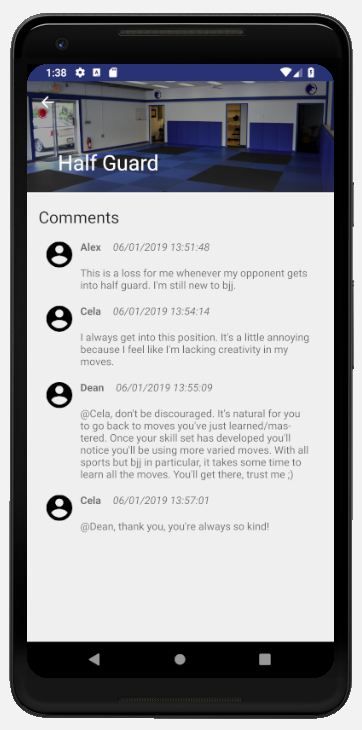 1:38
Half Guard
Comments
Alex 06/01/2019 13:51:48
This is a loss for me whenever my opponent gets
into half guard. I'm still new to bjj.
Cela 06/01/2019 13:54:14
I always get into this position. It's a little annoying
because I feel like I'm lacking creativity in my
moves.
Dean 06/01/2019 13:55:09
@Cela, don't be discouraged. It's natural for you
to go back to moves you've just learned/mas-
tered. Once your skill set has developed you'll
notice you'll be using more varied moves. With all
sports but bjj in particular, it takes some time to
learn all the moves. You'll get there, trust me ;)
Cela 06/01/2019 13:57:01
@Dean, thank you, you're always so kind!